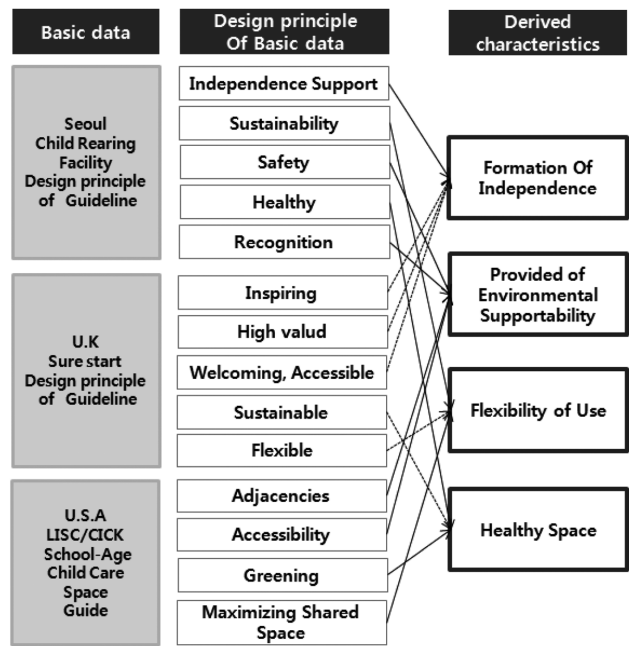 Basic data
Design principle
Of Basic data
Derived
characteristics
Seoul
Child Rearing
Facility
Design principle
of Guideline
Independence Support
Sustainability
Safety
Healthy
Recognition
U.K
Sure start
Design principle
of Guideline
Inspiring
High valud
Welcoming, Accessible
Sustainable
Flexible
U.S.A
LISC/CICK
School-Age
Child Care
Space
Guide
Adjacencies
Accessibility
Greening
Maximizing Shared
Space
Formation Of
Independence
Provided of
Environmental
Supportability
Flexibility of Use
Healthy Space